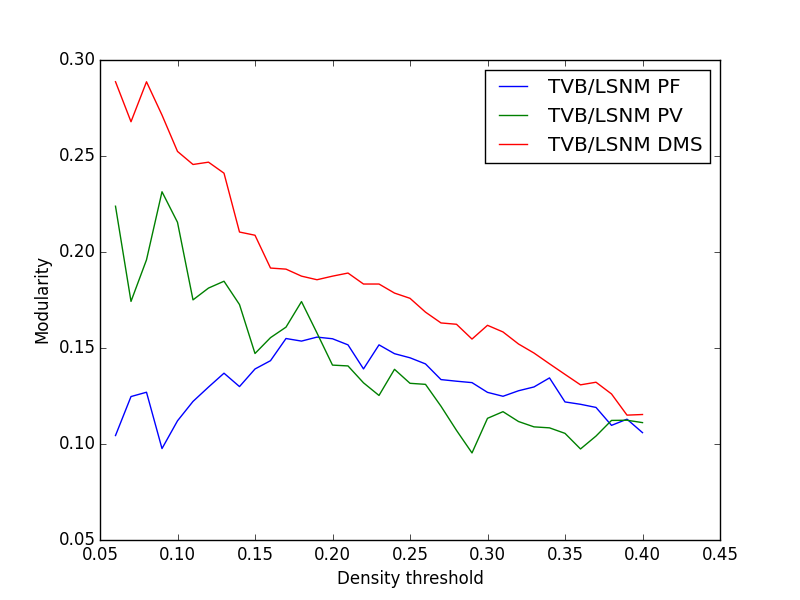 0.30
0.25
0.20
0.15
0.10
0.05
Modularity
TVB/LSNM PF
TVB/LSNM PV
TVB/LSNM DMS
0.05 0.10 0.15 0.20 0.25 0.30 0.35 0.40 0.45
Density threshold